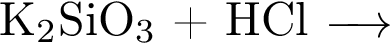 K₂SiO₃ + HCl ⟶